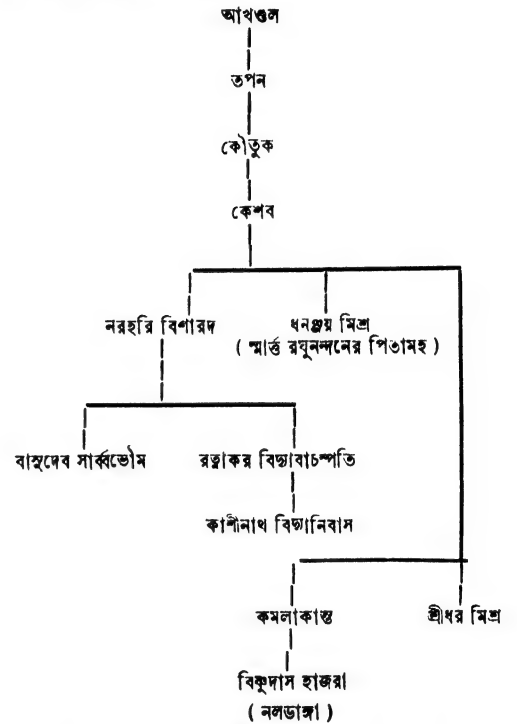 আখণ্ডল
তপন
কৌতুক
কেশব
নরহরি বিশারদ
ধনঞ্জয় মিশ্র
( স্মার্ত্ত রঘুনন্দনের পিতামহ )
বাসুদেব সার্ব্বভৌম
রত্নাকর বিদ্যাবাচস্পতি
কাশীনাথ বিদ্যানিবাস
কমলাকান্ত
শ্রীধর মিশ্র
বিষ্ণুদাস হাজরা
( নলডাঙ্গা )